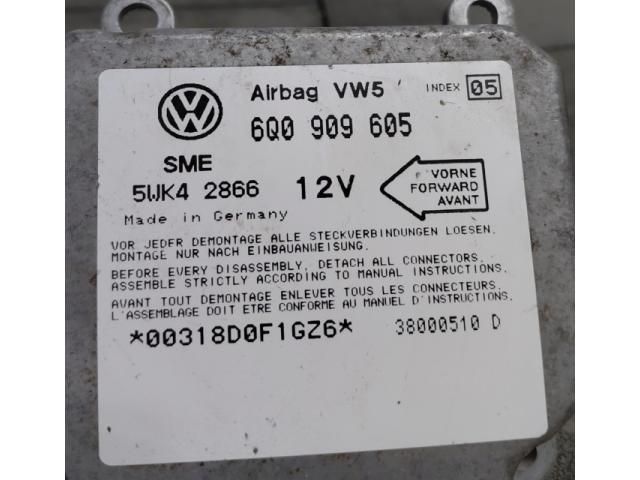 Airbag VW5 INDEX 05
6Q0 909 605
SME
5WK4 2866 12V
VORNE
FORWARD
AVANT
Made in Germany
VOR JEDER DEMONTAGE ALLE STECKVERBINDUNGEN LOESEN.
MONTAGE NUR NACH EINBAUANWEISUNG.
BEFORE EVERY DISASSEMBLY, DETACH ALL CONNECTORS.
ASSEMBLE STRICTLY ACCORDING TO MANUAL INSTRUCTIONS.
AVANT TOUT DEMONTAGE ENLEVER TOUS LES CONNECTEURS.
L'ASSEMBLAGE DOIT ETRE CONFORME AU MANUEL D'INSTRUCTIONS.
*00318D0F1GZ6* 38000510 D